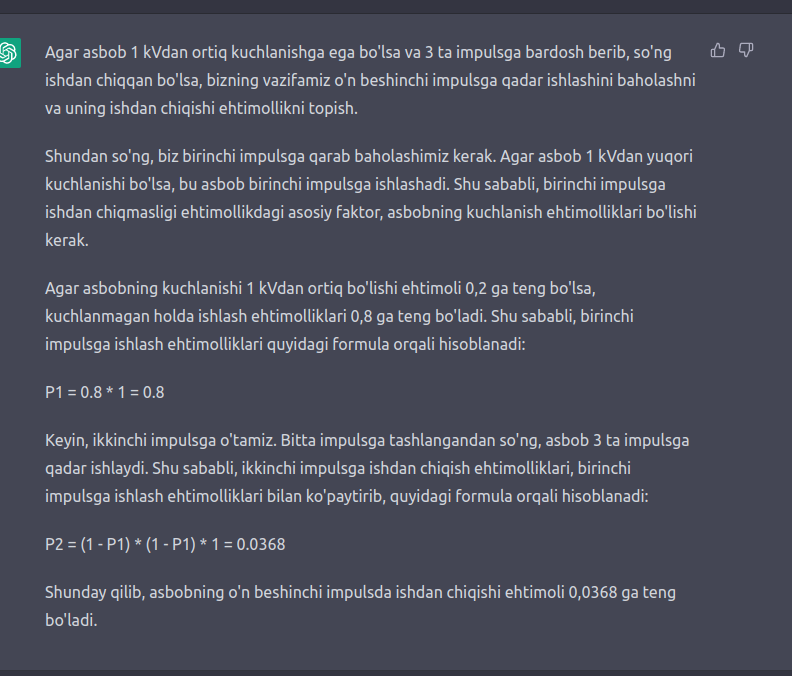 Agar asbob 1 kVdan ortiq kuchlanishga ega bo'lsa va 3 ta impulsga bardosh berib, so'ng
ishdan chiqqan bo'lsa, bizning vazifamiz o'n beshinchi impulsga qadar ishlashini baholashni
va uning ishdan chiqishi ehtimollikni topish.
Shundan so'ng, biz birinchi impulsga qarab baholashimiz kerak. Agar asbob 1 kVdan yuqori
kuchlanishi bo'lsa, bu asbob birinchi impulsga ishlashadi. Shu sababli, birinchi impulsga
ishdan chiqmasligi ehtimollikdagi asosiy faktor, asbobning kuchlanish ehtimolliklari bo'lishi
kerak.
Agar asbobning kuchlanishi 1 kVdan ortiq bo'lishi ehtimoli 0,2 ga teng bo'lsa,
kuchlanmagan holda ishlash ehtimolliklari 0,8 ga teng bo'ladi. Shu sababli, birinchi
impulsga ishlash ehtimolliklari quyidagi formula orqali hisoblanadi:
P1 = 0.8 * 1 = 0.8
Keyin, ikkinchi impulsga o'tamiz. Bitta impulsga tashlangandan so'ng, asbob 3 ta impulsga
qadar ishlaydi. Shu sababli, ikkinchi impulsga ishdan chiqish ehtimolliklari, birinchi
impulsga ishlash ehtimolliklari bilan ko'paytirib, quyidagi formula orqali hisoblanadi:
P2 = (1 - P1) * (1 - P1) * 1 = 0.0368
Shunday qilib, asbobning o'n beshinchi impulsda ishdan chiqishi ehtimoli 0,0368 ga teng
bo'ladi.